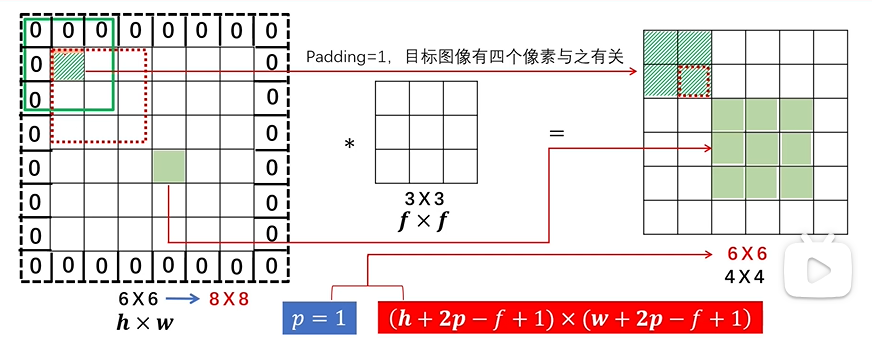 0 0 0 0 0 0 0 0
0 0
0 0
0 0
0 0
0 0
0 0
0 0 0 0 0 0 0 0
Padding=1，目标图像有四个像素与之有关
*
=
3 X 3
f × f
6 X 6 → 8 X 8
h × w
6 X 6
4 X 4
p = 1
(h + 2p − f + 1) × (w + 2p − f + 1)